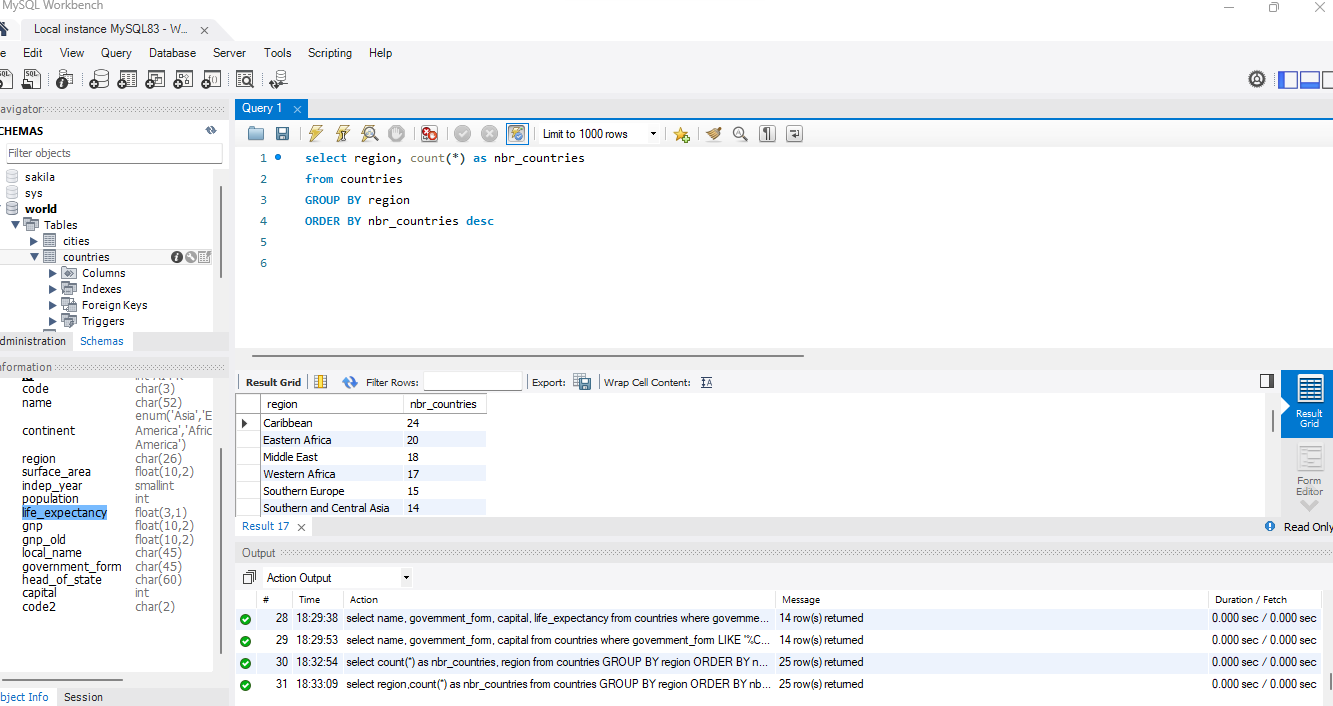 MySQL Workbench
Local instance MySQL83 - W...
Edit View Query Database Server Tools Scripting Help
avigator
CHEMAS
Filter objects
sakila
sys
world
Tables
cities
countries
Columns
Indexes
Foreign Keys
Triggers
dministration Schemas
nformation
code char(3)
name char(52)
enum('Asia','E
continent America','Afric
America')
region char(26)
surface_area float(10,2)
indep_year smallint
population int
life_expectancy float(3,1)
gnp float(10,2)
gnp_old float(10,2)
local_name char(45)
government_form char(45)
head_of_state char(60)
capital int
code2 char(2)
bject Info Session
Query 1
Limit to 1000 rows
1 select region, count(*) as nbr_countries
2 from countries
3 GROUP BY region
4 ORDER BY nbr_countries desc
5
6
Result Grid Filter Rows: Export: Wrap Cell Content:
region nbr_countries
Caribbean 24
Eastern Africa 20
Middle East 18
Western Africa 17
Southern Europe 15
Southern and Central Asia 14
Result Grid
Form Editor
Result 17
Read Only
Output
Action Output
# Time Action Message Duration / Fetch
28 18:29:38 select name, government_form, capital, life_expectancy from countries where governme... 14 row(s) returned 0.000 sec / 0.000 sec
29 18:29:53 select name, government_form, capital from countries where government_form LIKE '%C... 14 row(s) returned 0.000 sec / 0.000 sec
30 18:32:54 select count(*) as nbr_countries, region from countries GROUP BY region ORDER BY n... 25 row(s) returned 0.000 sec / 0.000 sec
31 18:33:09 select region,count(*) as nbr_countries from countries GROUP BY region ORDER BY nb... 25 row(s) returned 0.000 sec / 0.000 sec